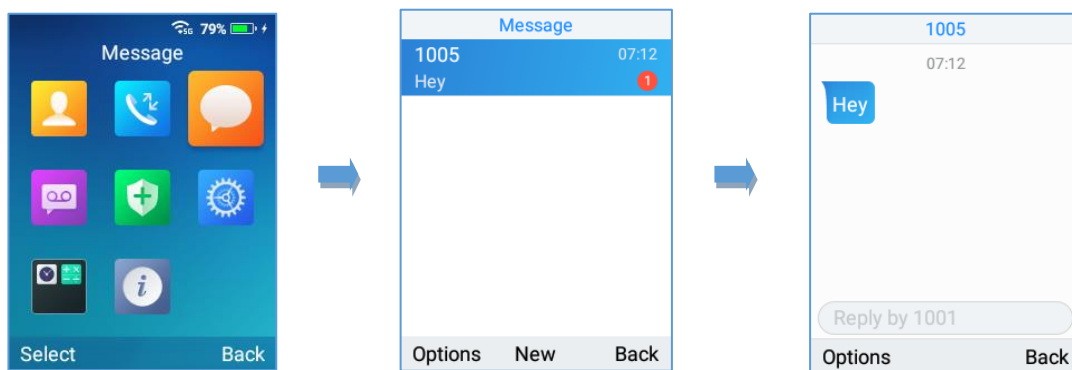 5G 79%
Message
Select Back
Message
1005 07:12
Hey 1
Options New Back
1005
07:12
Hey
Reply by 1001
Options Back